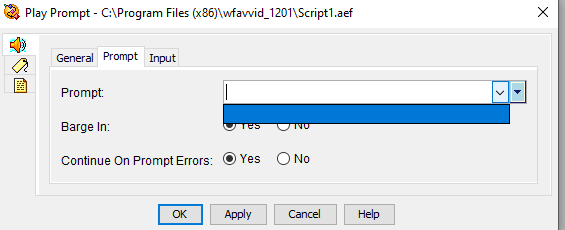 Play Prompt - C:\Program Files (x86)\wfavvid_1201\Script1.aef
General Prompt Input
Prompt:
Barge In: Yes No
Continue On Prompt Errors: Yes No
OK Apply Cancel Help